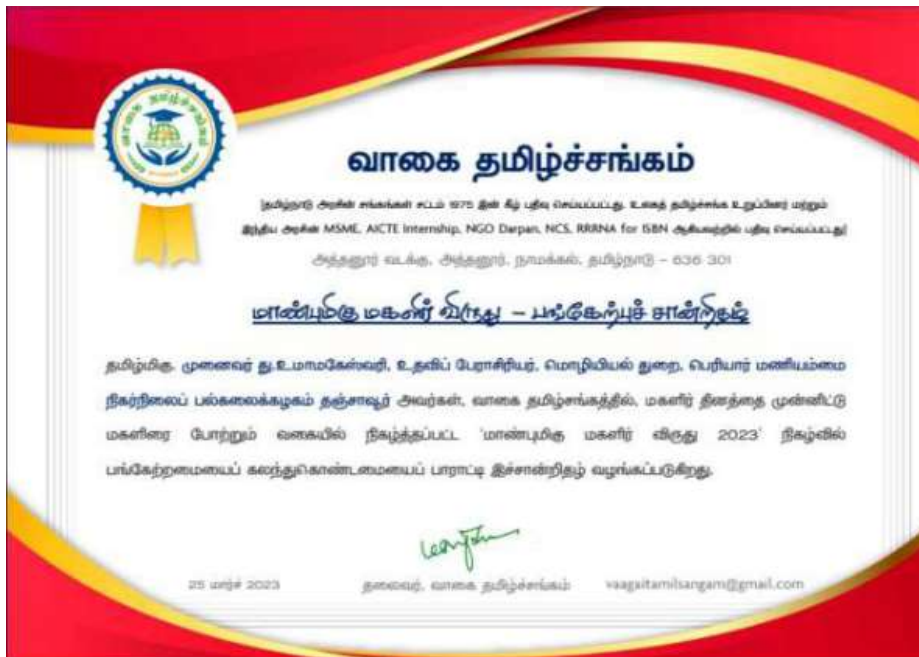 வாகை தமிழ்ச்சங்கம்
வாகை தமிழ்ச்சங்கம்
[தமிழ்நாடு அரசின் சங்கங்கள் சட்டம் 1975 இன் கீழ் பதிவு செய்யப்பட்டது, உலகத் தமிழ்ச்சங்க உறுப்பினர் மற்றும்
இந்திய அரசின் MSME, AICTE Internship, NGO Darpan, NCS, RRRNA for ISBN ஆகியவற்றில் பதிவு செய்யப்பட்டது]
அத்தனூர் வடக்கு, அத்தனூர், நாமக்கல், தமிழ்நாடு – 636 301
மாண்புமிகு மகளிர் விருது – பங்கேற்புச் சான்றிதழ்
தமிழ்மிகு. முனைவர் து.உமாமகேஸ்வரி, உதவிப் பேராசிரியர், மொழியியல் துறை, பெரியார் மணியம்மை
நிகர்நிலைப் பல்கலைக்கழகம் தஞ்சாவூர் அவர்கள், வாகை தமிழ்சங்கத்தில், மகளிர் தினத்தை முன்னிட்டு
மகளிரை போற்றும் வகையில் நிகழ்த்தப்பட்ட 'மாண்புமிகு மகளிர் விருது 2023' நிகழ்வில்
பங்கேற்றமையைப் கலந்துகொண்டமையைப் பாராட்டி இச்சான்றிதழ் வழங்கப்படுகிறது.
25 மார்ச் 2023
தலைவர், வாகை தமிழ்ச்சங்கம்
vaagaitamilsangam@gmail.com